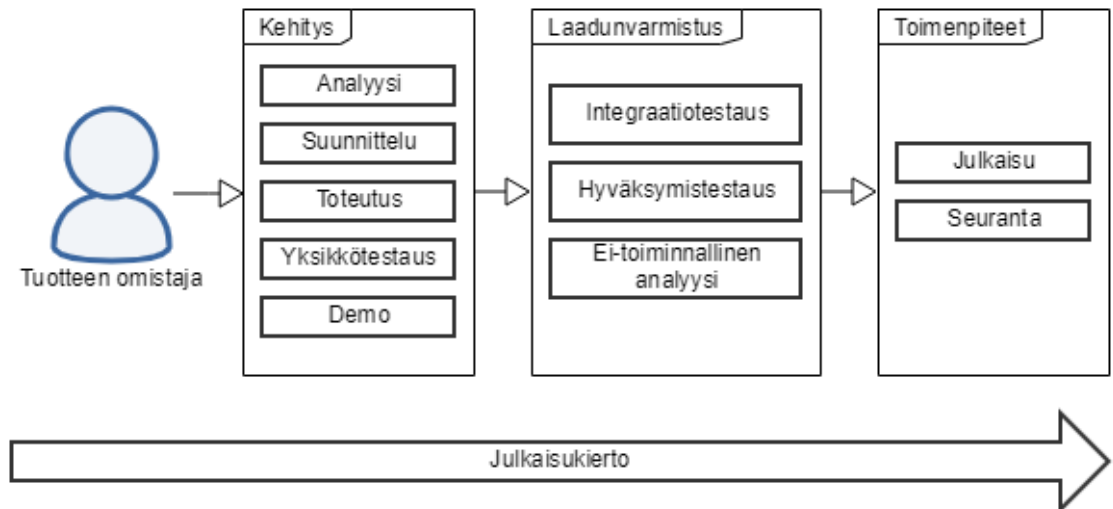 Kehitys
Analyysi
Suunnittelu
Toteutus
Yksikkötestaus
Demo
Laadunvarmistus
Integraatiotestaus
Hyväksymistestaus
Ei-toiminnallinen
analyysi
Toimenpiteet
Julkaisu
Seuranta
Tuotteen omistaja
Julkaisukierto